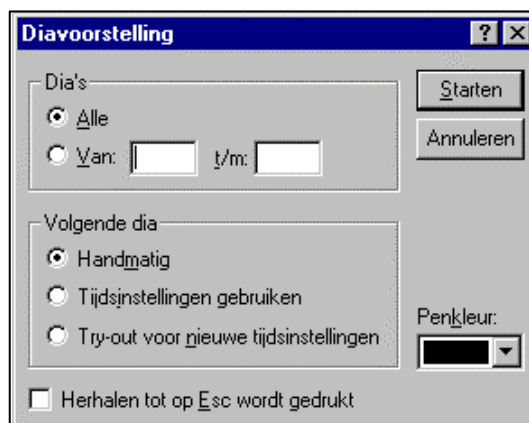 Diavoorstelling
Dia's
Alle
Van:
t/m:
Starten
Annuleren
Volgende dia
Handmatig
Tijdsinstellingen gebruiken
Try-out voor nieuwe tijdsinstellingen
Penkleur:
Herhalen tot op Esc wordt gedrukt